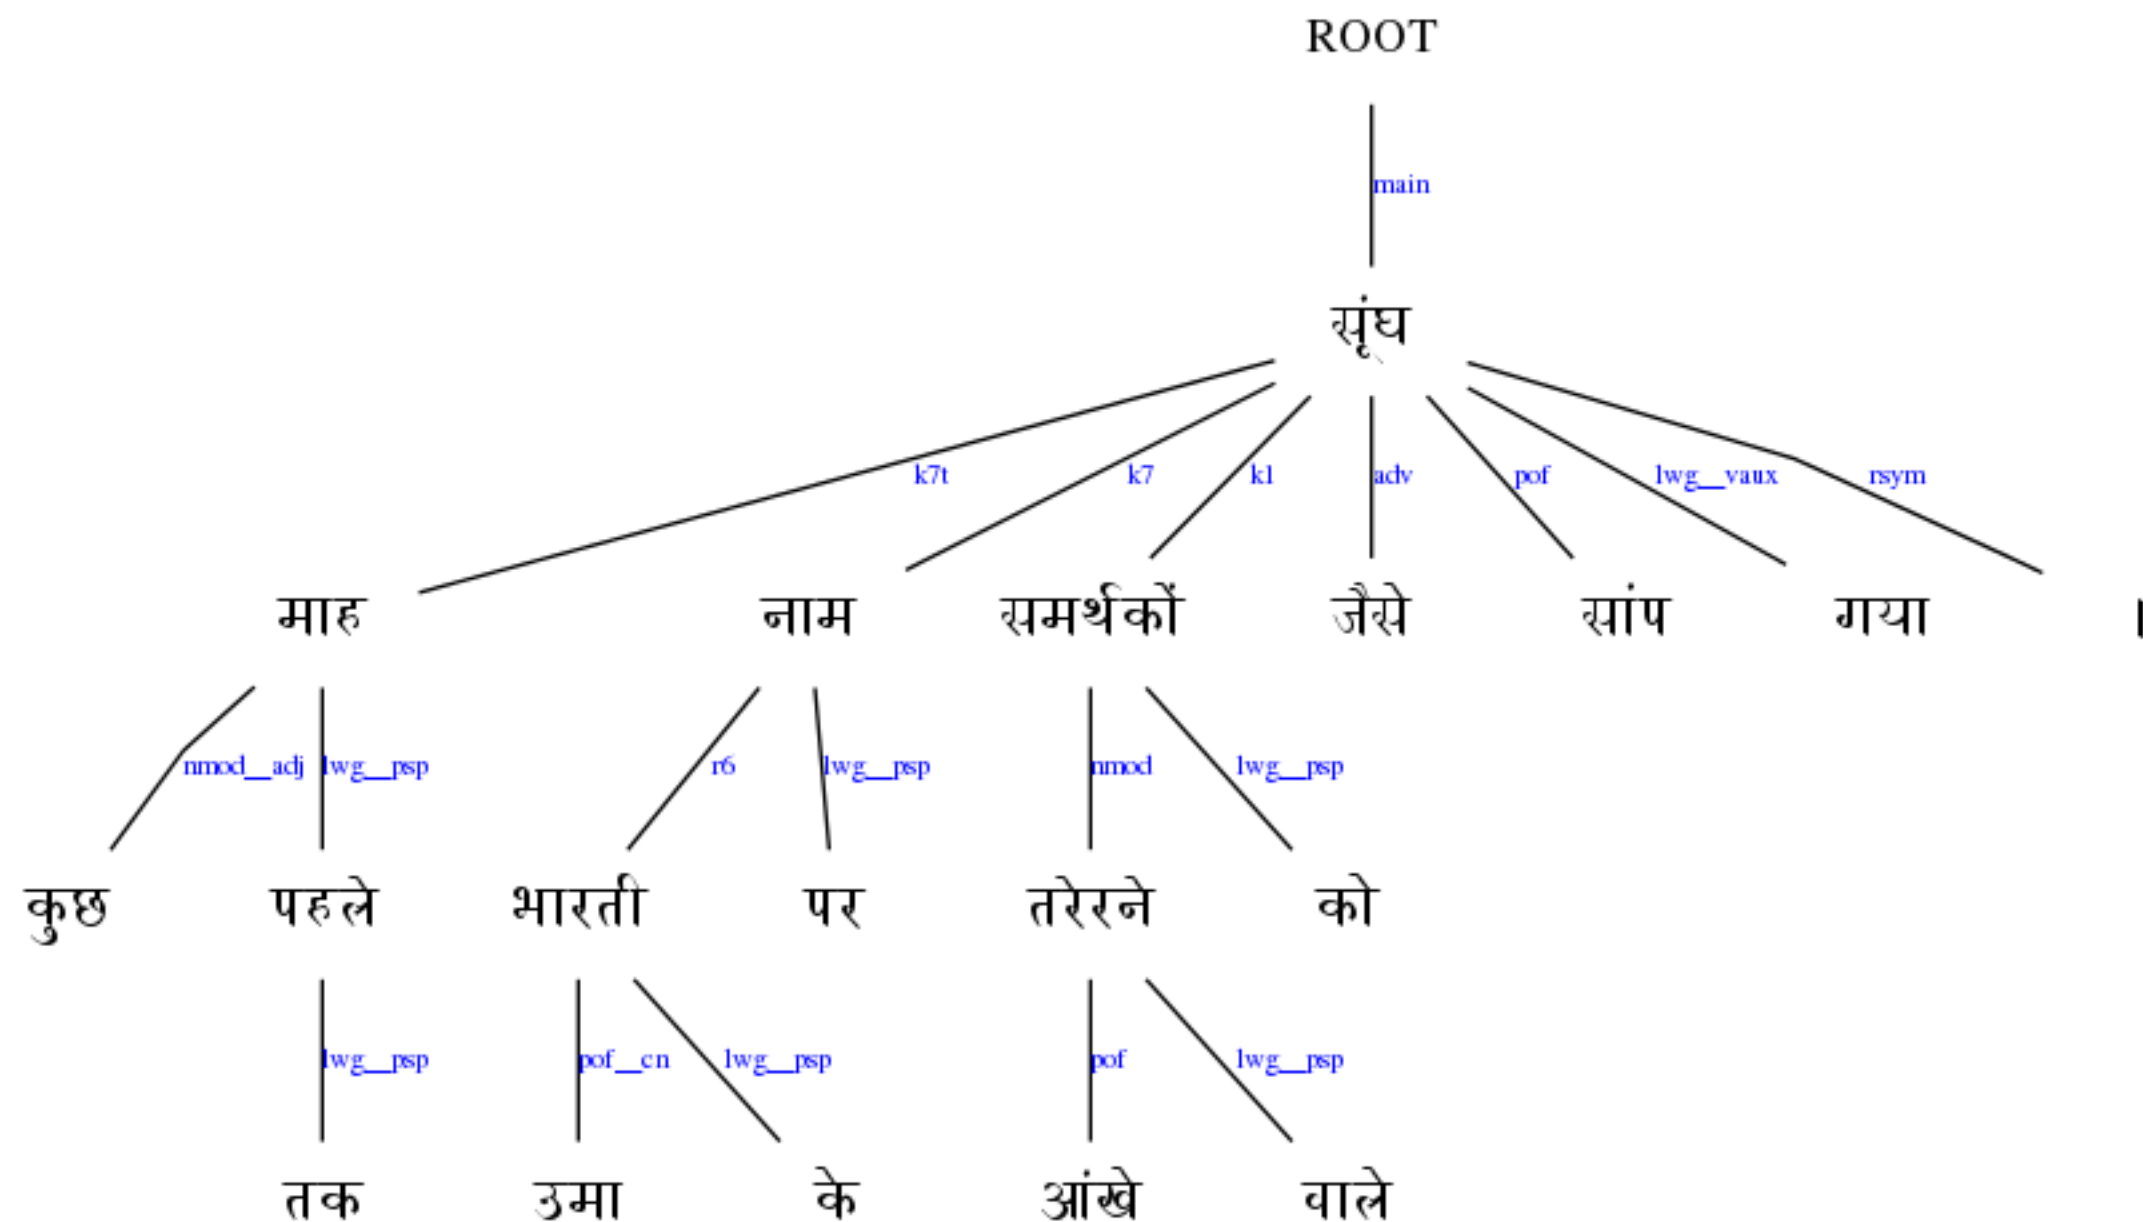 ROOT
main
सूंघ
k7t k7 k1 adv pof lwg__vaux rsym
माह नाम समर्थकों जैसे सांप गया ।
nmod__adj lwg__psp r6 lwg__psp nmod lwg__psp
कुछ पहले भारती पर तरेरने को
lwg__psp pof__cn lwg__psp pof lwg__psp
तक उमा के आंखे वाले